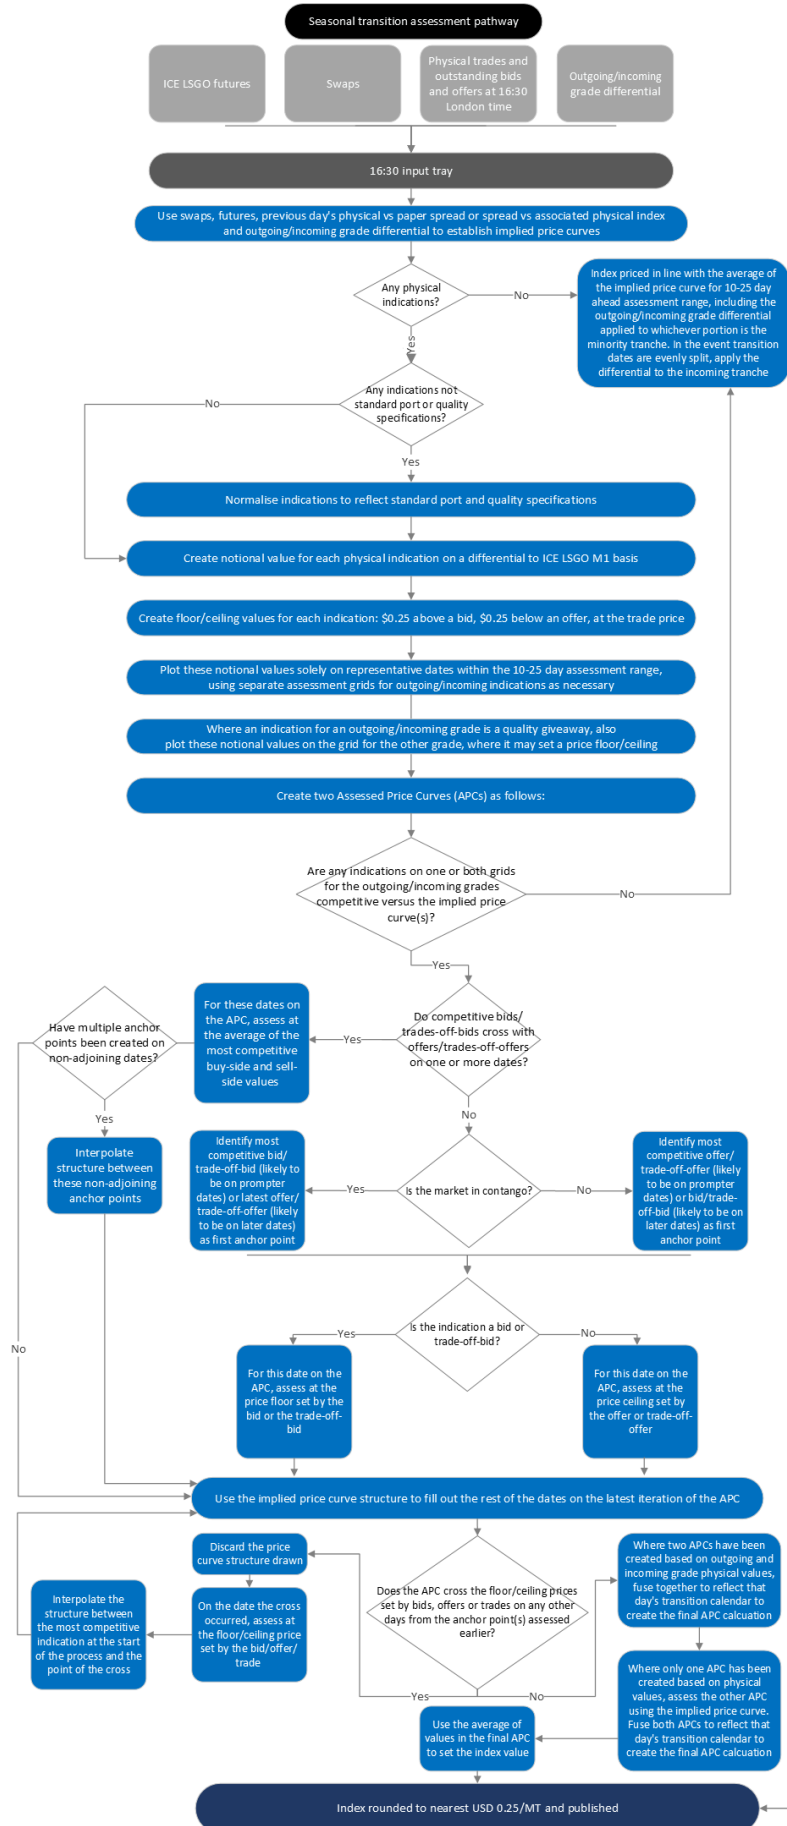 Seasonal transition assessment pathway
ICE LSGO futures
Swaps
Physical trades and
outstanding bids
and offers at 16:30
London time
Outgoing/incoming
grade differential
16:30 input tray
Use swaps, futures, previous day's physical vs paper spread or spread vs associated physical index
and outgoing/incoming grade differential to establish implied price curves
Any physical
indications?
No
Index priced in line with the average of
the implied price curve for 10-25 day
ahead assessment range, including the
outgoing/incoming grade differential
applied to whichever portion is the
minority tranche. In the event transition
dates are evenly split, apply the
differential to the incoming tranche
Yes
Any indications not
standard port or quality
specifications?
No
Yes
Normalise indications to reflect standard port and quality specifications
Create notional value for each physical indication on a differential to ICE LSGO M1 basis
Create floor/ceiling values for each indication: $0.25 above a bid, $0.25 below an offer, at the trade price
Plot these notional values solely on representative dates within the 10-25 day assessment range,
using separate assessment grids for outgoing/incoming indications as necessary
Where an indication for an outgoing/incoming grade is a quality giveaway, also
plot these notional values on the grid for the other grade, where it may set a price floor/ceiling
Create two Assessed Price Curves (APCs) as follows:
Are any indications on one or both grids
for the outgoing/incoming grades
competitive versus the implied price
curve(s)?
No
Yes
Do competitive bids/
trades-off-bids cross with
offers/trades-off-offers
on one or more dates?
Yes
For these dates on
the APC, assess at
the average of the
most competitive
buy-side and sell-
side values
Have multiple anchor
points been created on
non-adjoining dates?
Yes
Interpolate
structure between
these non-adjoining
anchor points
No
No
Is the market in contango?
Yes
Identify most
competitive bid/
trade-off-bid (likely to
be on prompter
dates) or latest offer/
trade-off-offer (likely
to be on later dates)
as first anchor point
No
Identify most
competitive offer/
trade-off-offer (likely
to be on prompter
dates) or bid/trade-
off-bid (likely to be on
later dates) as first
anchor point
Is the indication a bid or
trade-off-bid?
Yes
No
For this date on the
APC, assess at the
price floor set by the
bid or the trade-off-
bid
For this date on the
APC, assess at the
price ceiling set by
the offer or trade-off-
offer
Use the implied price curve structure to fill out the rest of the dates on the latest iteration of the APC
Does the APC cross the floor/ceiling prices
set by bids, offers or trades on any other
days from the anchor point(s) assessed
earlier?
Yes
Discard the price
curve structure drawn
On the date the cross
occurred, assess at
the floor/ceiling price
set by the bid/offer/
trade
Interpolate the
structure between
the most competitive
indication at the start
of the process and the
point of the cross
No
Where two APCs have been
created based on outgoing and
incoming grade physical values,
fuse together to reflect that
day's transition calendar to
create the final APC calcuation
Where only one APC has been
created based on physical
values, assess the other APC
using the implied price curve.
Fuse both APCs to reflect that
day's transition calendar to
create the final APC calcuation
Use the average of
values in the final APC
to set the index value
Index rounded to nearest USD 0.25/MT and published